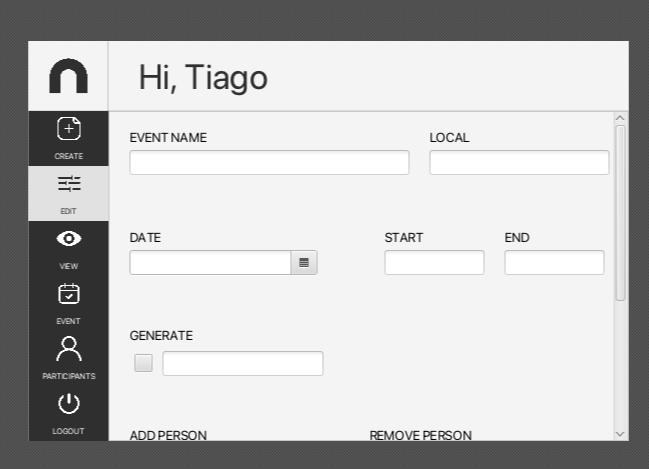 Hi, Tiago
CREATE
EDIT
VIEW
EVENT
PARTICIPANTS
LOGOUT
EVENT NAME
LOCAL
DATE
START
END
GENERATE
ADD PERSON
REMOVE PERSON